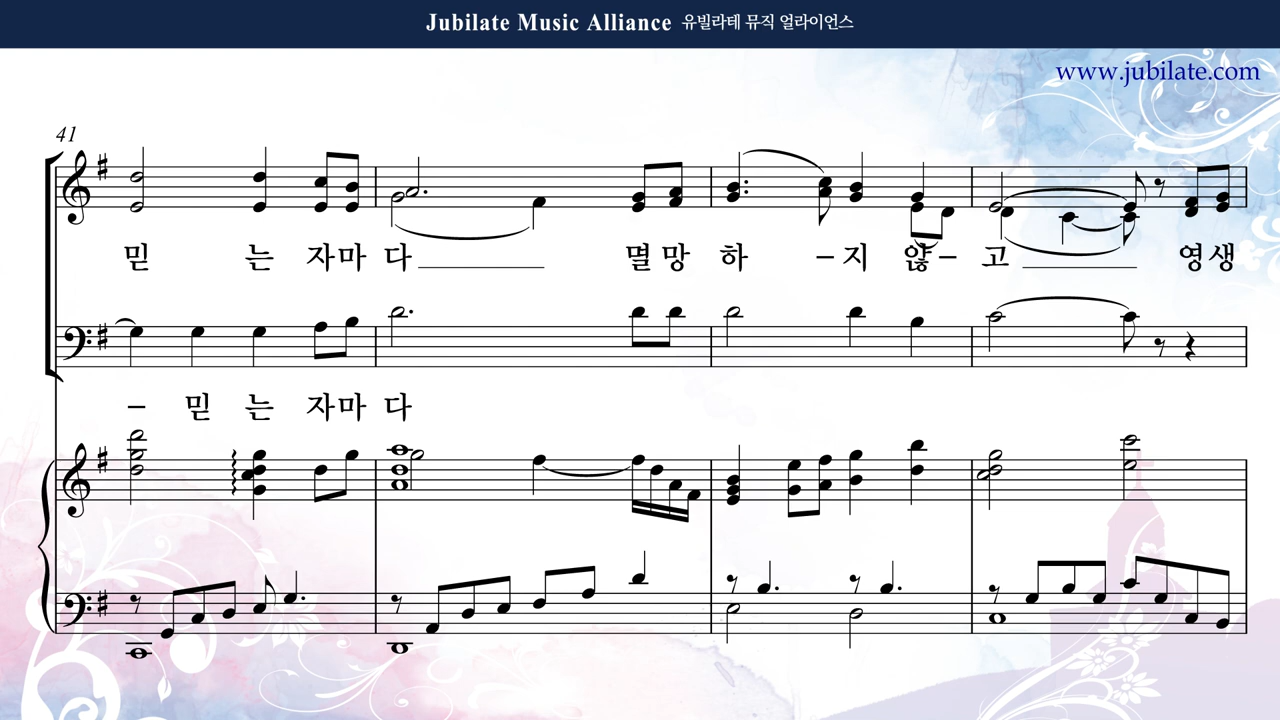 Jubilate Music Alliance 유빌라테 뮤직 얼라이언스
www.jubilate.com
41
믿 는 자마 다 멸망 하 - 지 않 - 고 영생
- 믿 는 자마 다